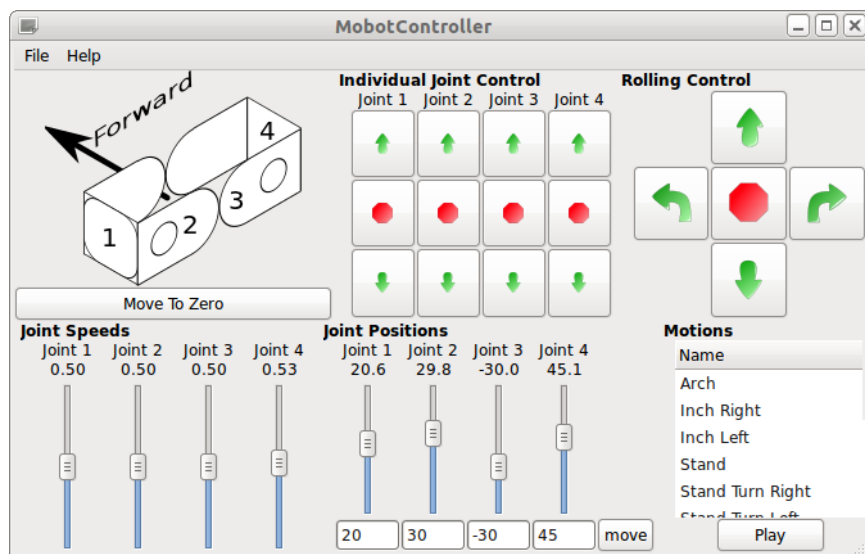 MobotController
File Help
Forward
4
3
2
1
Move To Zero
Individual Joint Control
Joint 1 Joint 2 Joint 3 Joint 4
Rolling Control
Joint Speeds
Joint 1 Joint 2 Joint 3 Joint 4
0.50 0.50 0.50 0.53
Joint Positions
Joint 1 Joint 2 Joint 3 Joint 4
20.6 29.8 -30.0 45.1
20 30 -30 45 move
Motions
Name
Arch
Inch Right
Inch Left
Stand
Stand Turn Right
Stand Turn Left
Play